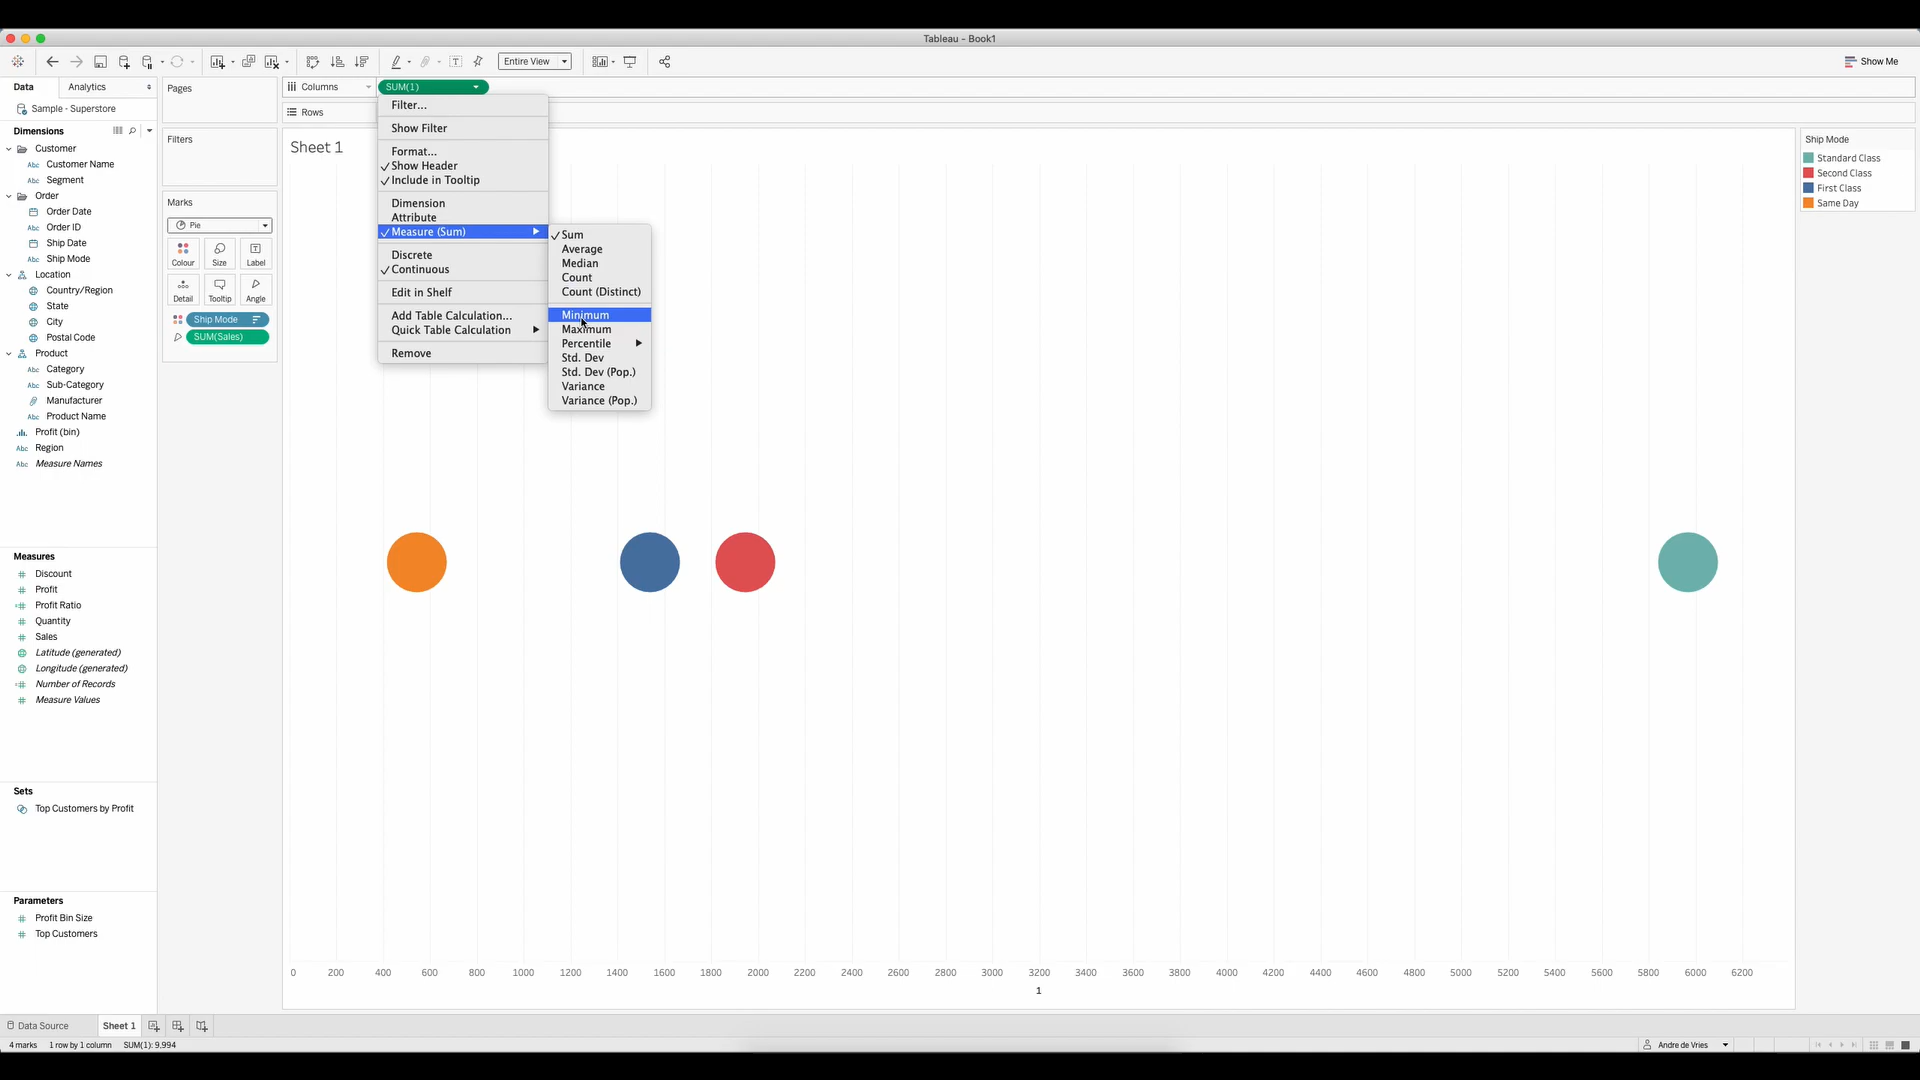 Tableau - Book1
Entire View
Show Me
Data
Analytics
Sample - Superstore
Dimensions
Customer
Abc Customer Name
Abc Segment
Order
Order Date
Order ID
Ship Date
Abc Ship Mode
Location
Country/Region
State
City
Postal Code
Product
Abc Category
Abc Sub-Category
Manufacturer
Abc Product Name
Profit (bin)
Abc Region
Abc Measure Names
Measures
Discount
Profit
Profit Ratio
Quantity
Sales
Latitude (generated)
Longitude (generated)
Number of Records
Measure Values
Sets
Top Customers by Profit
Parameters
Profit Bin Size
Top Customers
Pages
Filters
Marks
Pie
Colour
Size
Label
Detail
Tooltip
Angle
Ship Mode
SUM(Sales)
Columns
SUM(1)
Rows
Sheet 1
Filter...
Show Filter
Format...
Show Header
Include in Tooltip
Dimension
Attribute
Measure (Sum)
Discrete
Continuous
Edit in Shelf
Add Table Calculation...
Quick Table Calculation
Remove
Sum
Average
Median
Count
Count (Distinct)
Minimum
Maximum
Percentile
Std. Dev
Std. Dev (Pop.)
Variance
Variance (Pop.)
0 200 400 600 800 1000 1200 1400 1600 1800 2000 2200 2400 2600 2800 3000 3200 3400 3600 3800 4000 4200 4400 4600 4800 5000 5200 5400 5600 5800 6000 6200
1
Ship Mode
Standard Class
Second Class
First Class
Same Day
Data Source
Sheet 1
4 marks 1 row by 1 column SUM(1): 9,994
Andre de Vries